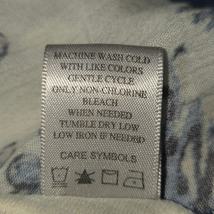 MACHINE WASH COLD
WITH LIKE COLORS
GENTLE CYCLE
ONLY NON-CHLORINE
BLEACH
WHEN NEEDED
TUMBLE DRY LOW
LOW IRON IF NEEDED
CARE SYMBOLS